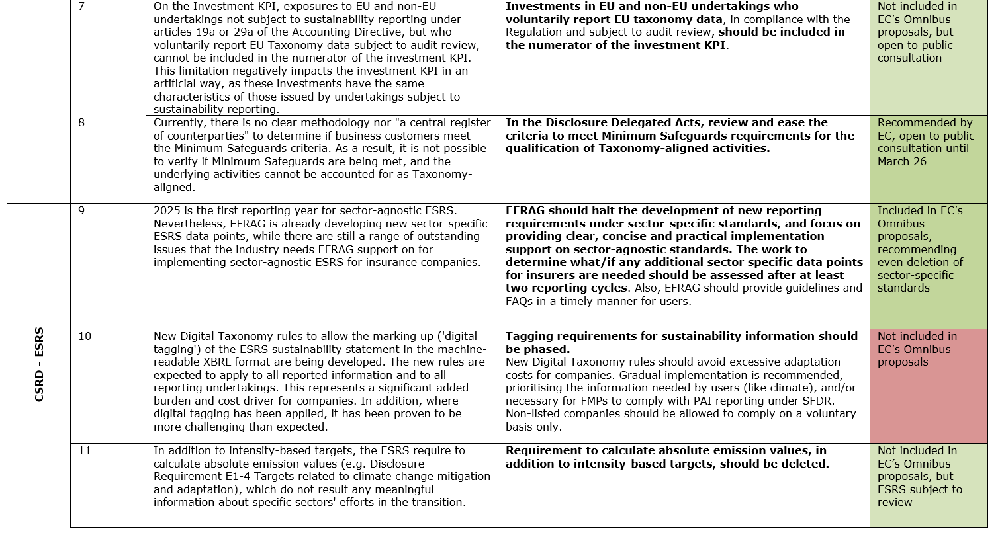 7
On the Investment KPI, exposures to EU and non-EU
undertakings not subject to sustainability reporting under
articles 19a or 29a of the Accounting Directive, but who
voluntarily report EU Taxonomy data subject to audit review,
cannot be included in the numerator of the investment KPI.
This limitation negatively impacts the investment KPI in an
artificial way, as these investments have the same
characteristics of those issued by undertakings subject to
sustainability reporting.
Investments in EU and non-EU undertakings who
voluntarily report EU taxonomy data, in compliance with the
Regulation and subject to audit review, should be included in
the numerator of the investment KPI.
Not included in
EC’s Omnibus
proposals, but
open to public
consultation
8
Currently, there is no clear methodology nor "a central register
of counterparties" to determine if business customers meet
the Minimum Safeguards criteria. As a result, it is not possible
to verify if Minimum Safeguards are being met, and the
underlying activities cannot be accounted for as Taxonomy-
aligned.
In the Disclosure Delegated Acts, review and ease the
criteria to meet Minimum Safeguards requirements for the
qualification of Taxonomy-aligned activities.
Recommended by
EC, open to public
consultation until
March 26
CSRD - ESRS
9
2025 is the first reporting year for sector-agnostic ESRS.
Nevertheless, EFRAG is already developing new sector-specific
ESRS data points, while there are still a range of outstanding
issues that the industry needs EFRAG support on for
implementing sector-agnostic ESRS for insurance companies.
EFRAG should halt the development of new reporting
requirements under sector-specific standards, and focus on
providing clear, concise and practical implementation
support on sector-agnostic standards. The work to
determine what/if any additional sector specific data points
for insurers are needed should be assessed after at least
two reporting cycles. Also, EFRAG should provide guidelines and
FAQs in a timely manner for users.
Included in EC’s
Omnibus
proposals,
recommending
even deletion of
sector-specific
standards
10
New Digital Taxonomy rules to allow the marking up ('digital
tagging') of the ESRS sustainability statement in the machine-
readable XBRL format are being developed. The new rules are
expected to apply to all reported information and to all
reporting undertakings. This represents a significant added
burden and cost driver for companies. In addition, where
digital tagging has been applied, it has been proven to be
more challenging than expected.
Tagging requirements for sustainability information should
be phased.
New Digital Taxonomy rules should avoid excessive adaptation
costs for companies. Gradual implementation is recommended,
prioritising the information needed by users (like climate), and/or
necessary for FMPs to comply with PAI reporting under SFDR.
Non-listed companies should be allowed to comply on a voluntary
basis only.
Not included in
EC’s Omnibus
proposals
11
In addition to intensity-based targets, the ESRS require to
calculate absolute emission values (e.g. Disclosure
Requirement E1-4 Targets related to climate change mitigation
and adaptation), which do not result any meaningful
information about specific sectors' efforts in the transition.
Requirement to calculate absolute emission values, in
addition to intensity-based targets, should be deleted.
Not included in
EC’s Omnibus
proposals, but
ESRS subject to
review